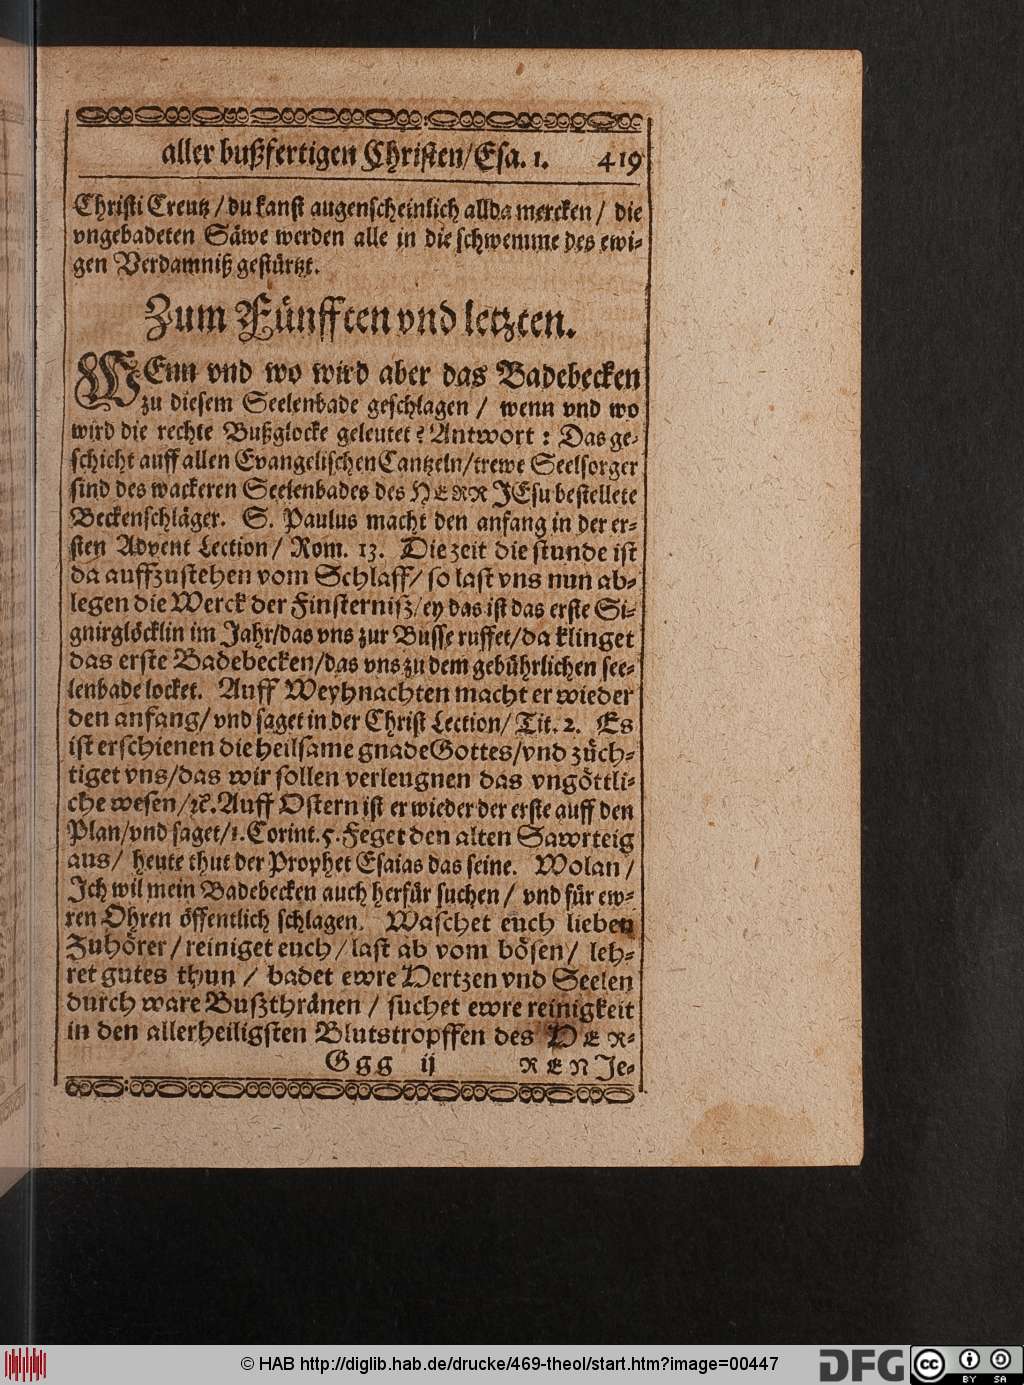 aller bußfertigen Christen/Esa. 1. 419
Christi Creutz / du kanst augenscheinlich allda mercken / die
vngebadeten Säwe werden alle in die schwemme des ewi-
gen Verdamniß gestürtzt.
Zum Fünfften vnd letzten.
WEnn vnd wo wird aber das Badebecken
zu diesem Seelenbade geschlagen / wenn vnd wo
wird die rechte Bußglocke geleutet? Antwort: Das ge-
schicht auff allen Evangelischen Cantzeln/trewe Seelsorger
sind des wackeren Seelenbades des HERRN JEsu bestellete
Beckenschläger. S. Paulus macht den anfang in der er-
sten Advent Lection / Rom. 13. Die zeit die stunde ist
da auffzustehen vom Schlaff/ so last vns nun ab-
legen die Werck der Finsterniß/ey das ist das erste Si-
gnirglöcklin im Jahr/das vns zur Busse ruffet/da klinget
das erste Badebecken/das vns zu dem gebührlichen see-
lenbade locket. Auff Weyhnachten macht er wieder
den anfang/ vnd saget in der Christ Lection/ Tit. 2. Es
ist erschienen die heilsame gnade Gottes/vnd züch-
tiget vns/das wir sollen verleugnen das vngöttli-
che wesen/ꝛc. Auff Ostern ist er wieder der erste auff den
Plan/vnd saget/1. Corint. 5. Feget den alten Sawrteig
aus/ heute thut der Prophet Esaias das seine. Wolan /
Ich wil mein Badebecken auch herfür suchen / vnd für ew-
ren Ohren öffentlich schlagen. Waschet euch lieben
Zuhörer / reiniget euch / last ab vom bösen / leh-
ret gutes thun / badet ewre Hertzen vnd Seelen
durch ware Bußthränen / suchet ewre reinigkeit
in den allerheiligsten Blutstropffen des HER-
Ggg ij REN Je-
© HAB http://diglib.hab.de/drucke/469-theol/start.htm?image=00447
DFG
cc BY SA